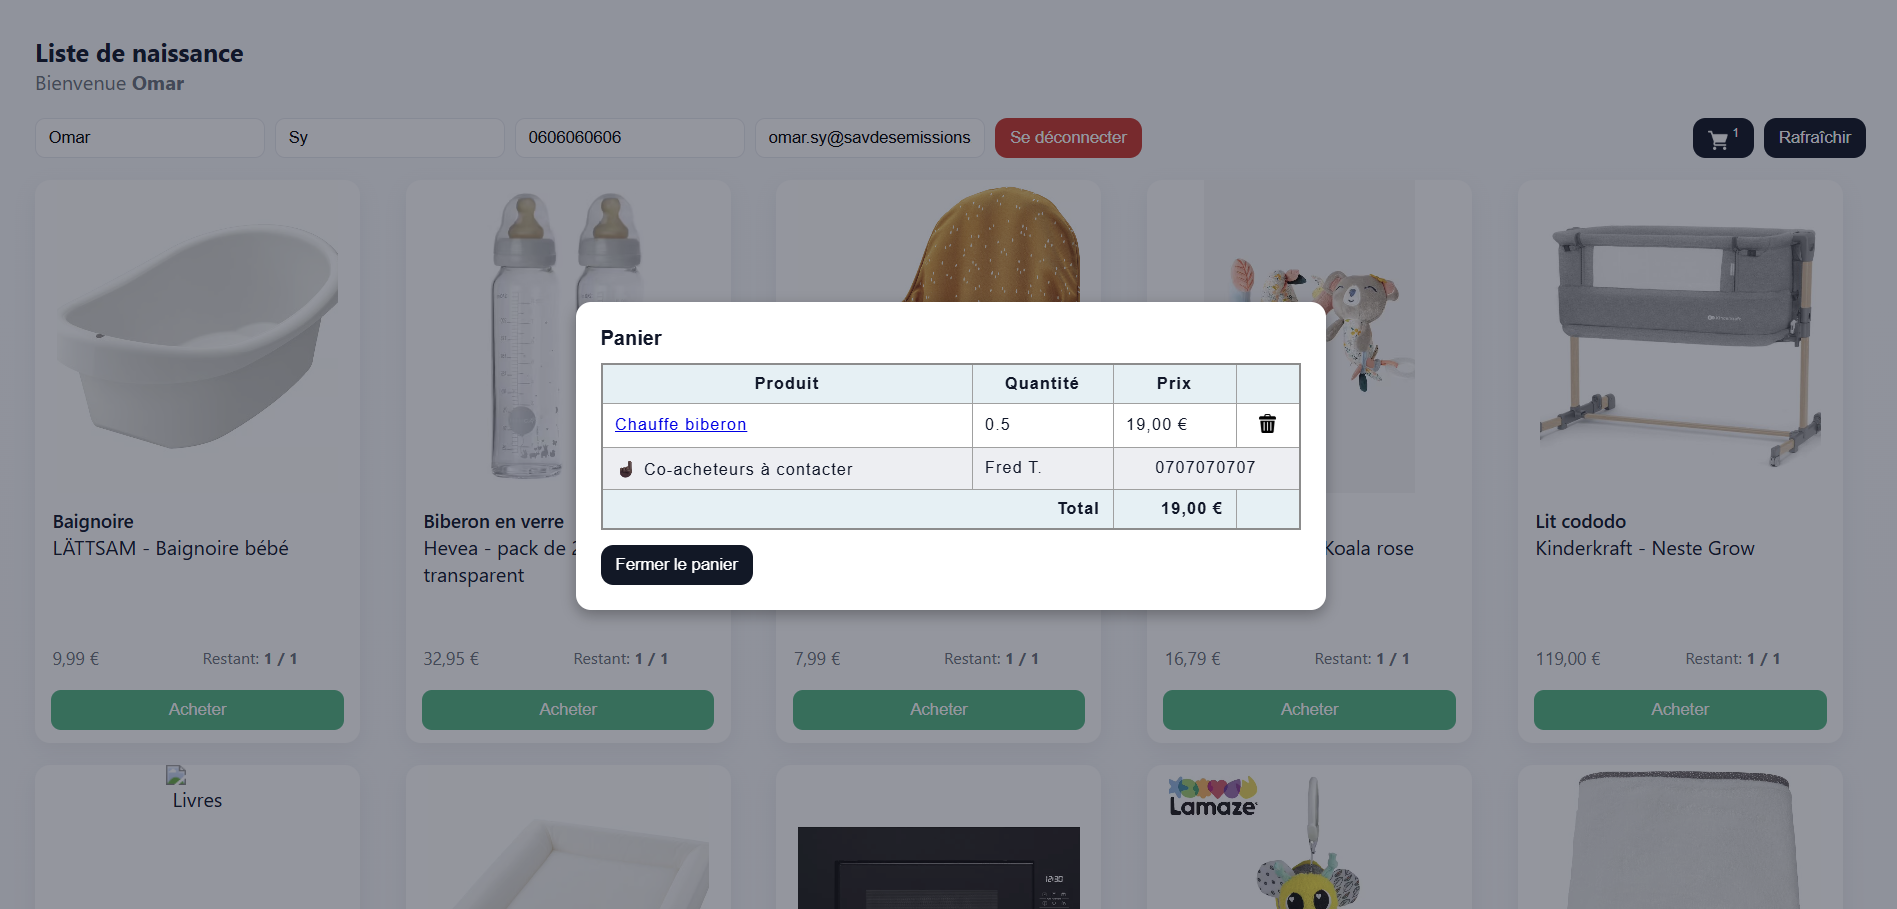 Liste de naissance
Bienvenue Omar
Omar
Sy
0606060606
omar.sy@savdesemissions
Se déconnecter
1
Rafraîchir
Panier
Produit Quantité Prix
Chauffe biberon 0.5 19,00 €
Co-acheteurs à contacter Fred T. 0707070707
Total 19,00 €
Fermer le panier
Baignoire
LÄTTSAM - Baignoire bébé
9,99 € Restant: 1 / 1
Acheter
Biberon en verre
Hevea - pack de
transparent
32,95 € Restant: 1 / 1
Acheter
7,99 € Restant: 1 / 1
Acheter
Koala rose
16,79 € Restant: 1 / 1
Acheter
Lit cododo
Kinderkraft - Neste Grow
119,00 € Restant: 1 / 1
Acheter
Livres
12:30
Lamaze